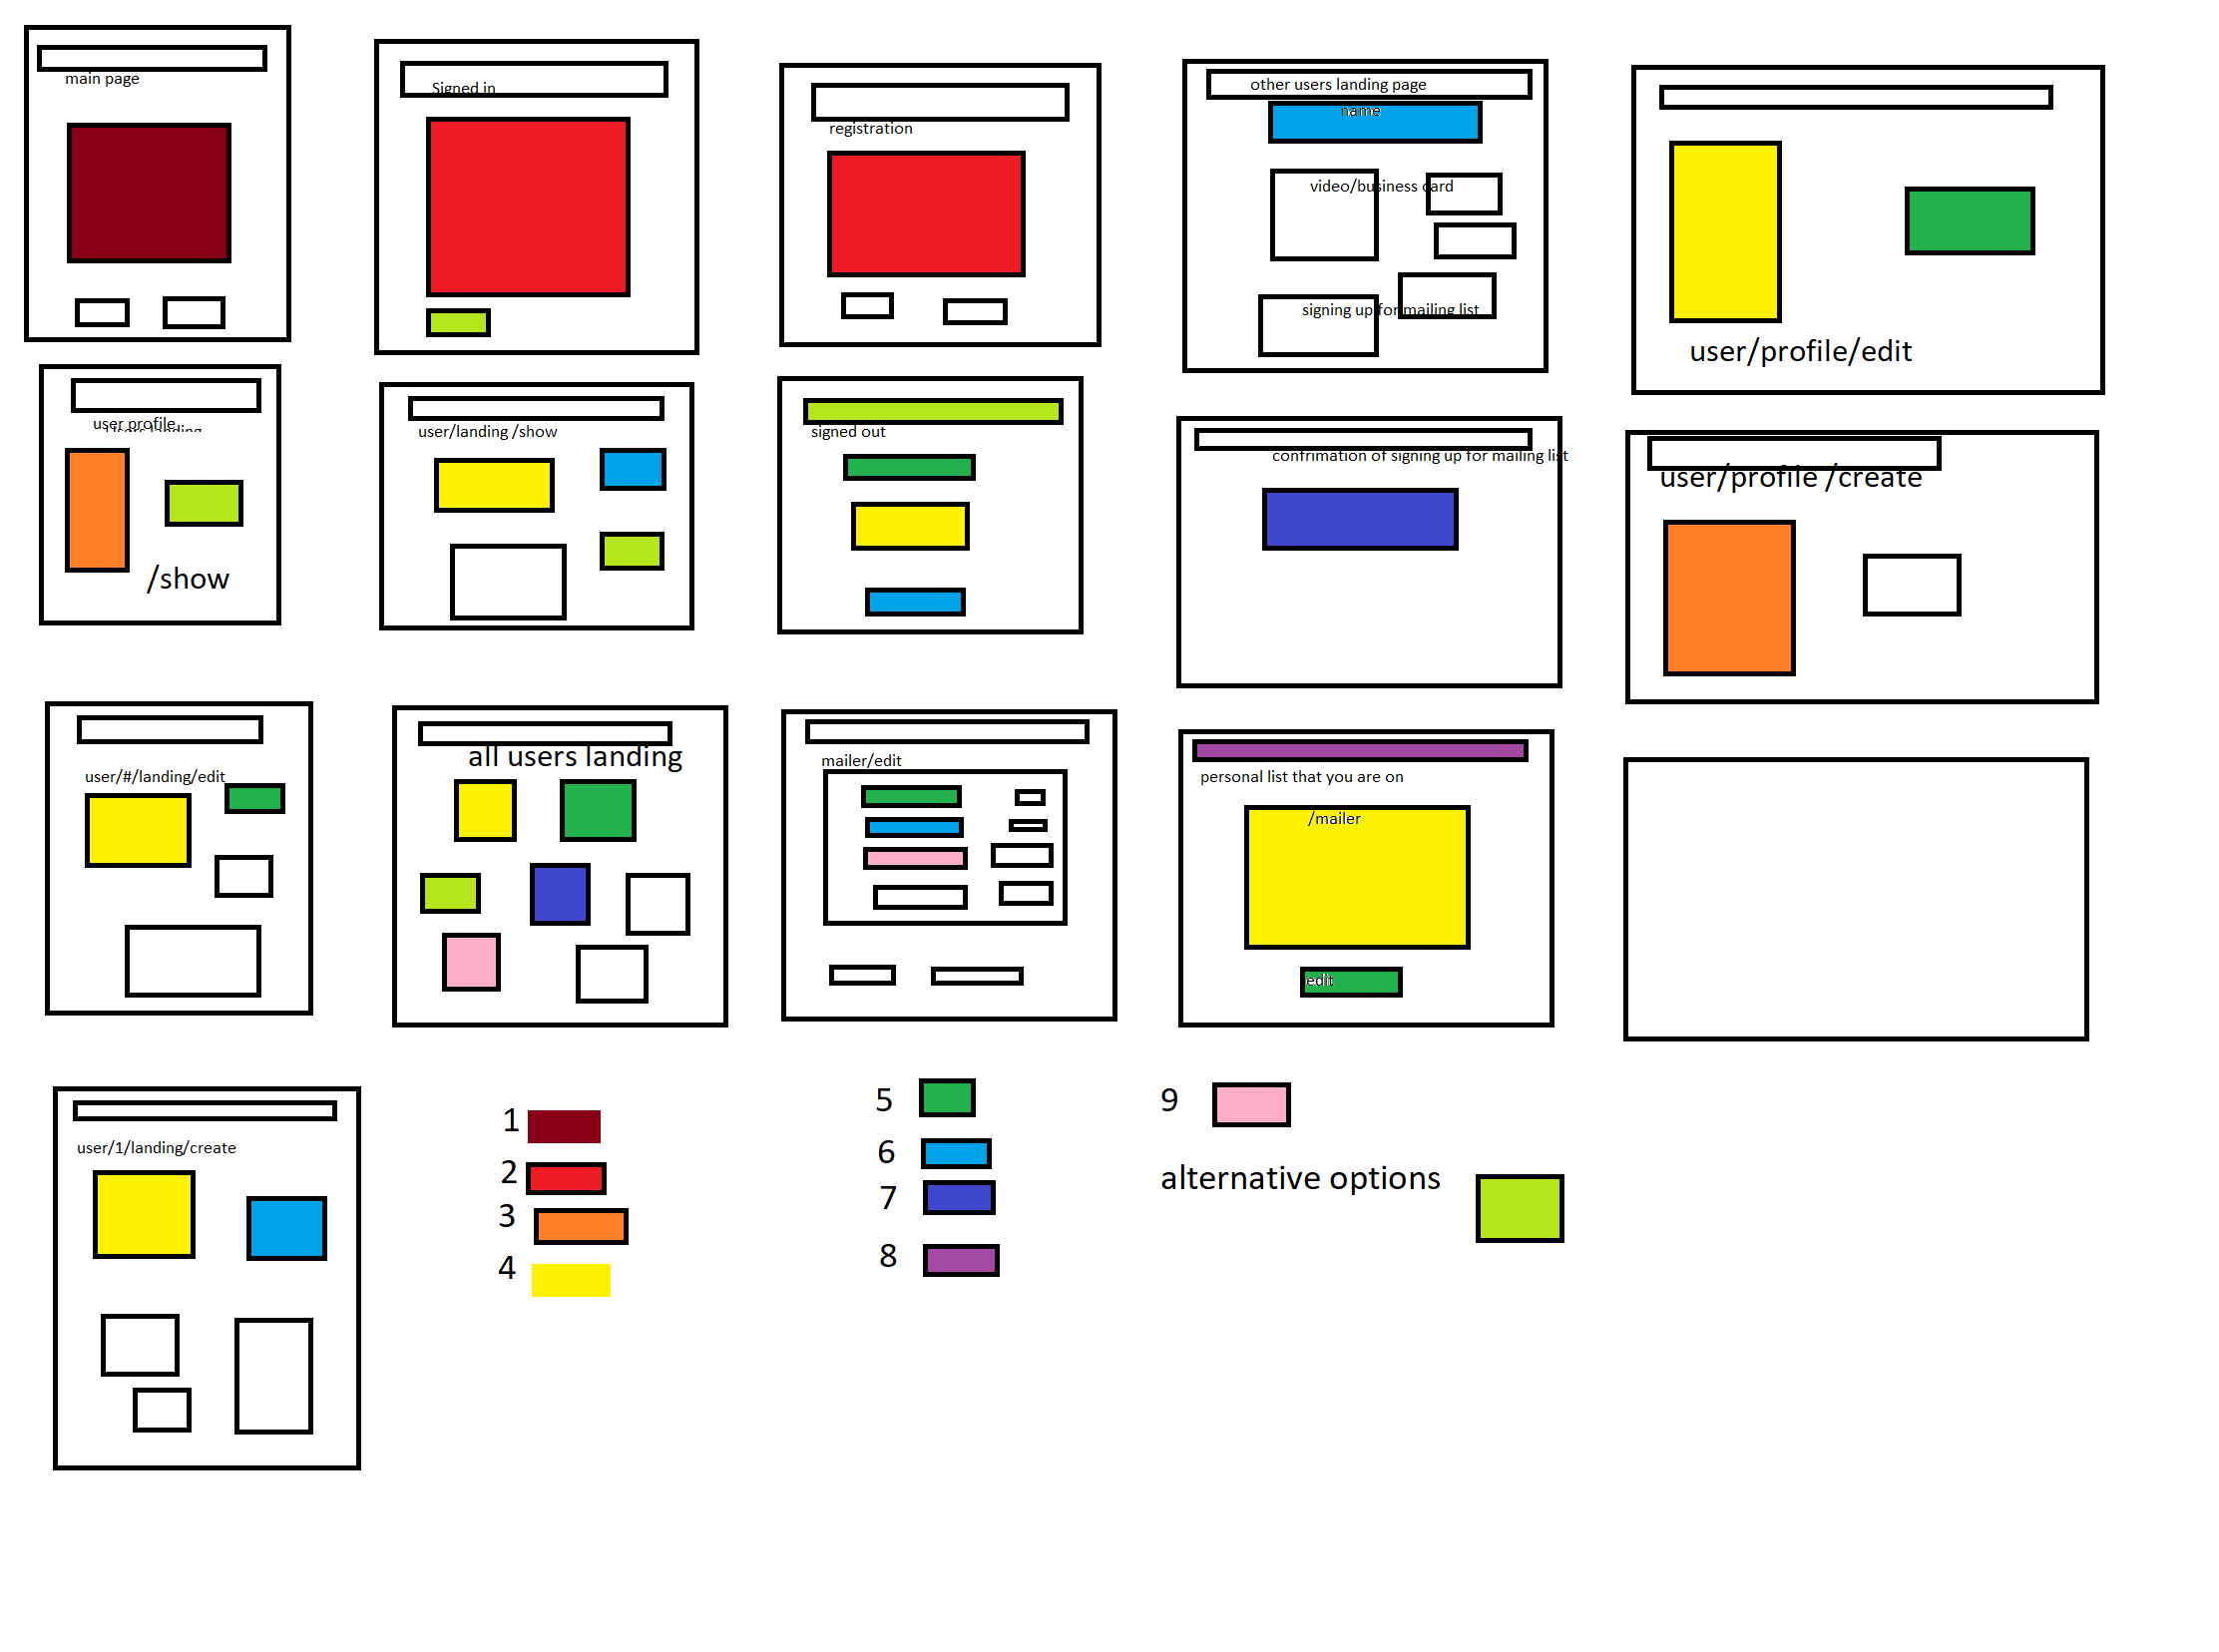 main page
Signed in
registration
other users landing page
name
video/business card
signing up for mailing list
user/profile/edit
user profile
/show
user/landing /show
signed out
confrimation of signing up for mailing list
user/profile /create
user/#/landing/edit
all users landing
mailer/edit
personal list that you are on
/mailer
edit
user/1/landing/create
1
2
3
4
5
6
7
8
9
alternative options